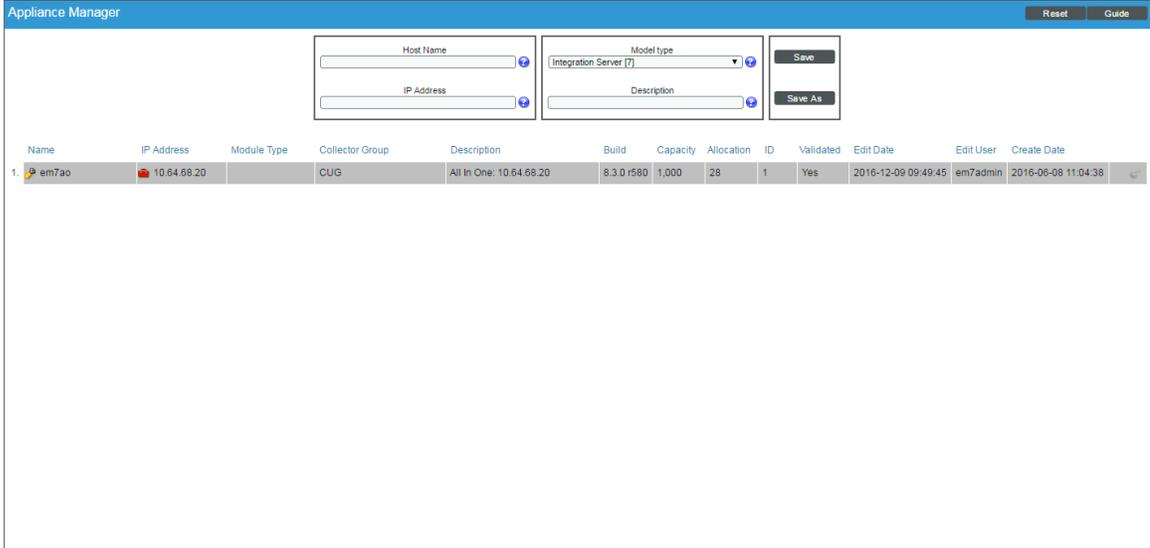 Appliance Manager Reset Guide
Host Name Model type
Integration Server [7] Save
IP Address Description
Save As
Name IP Address Module Type Collector Group Description Build Capacity Allocation ID Validated Edit Date Edit User Create Date
1. em7ao 10.64.68.20 CUG All In One: 10.64.68.20 8.3.0 r580 1,000 28 1 Yes 2016-12-09 09:49:45 em7admin 2016-06-08 11:04:38